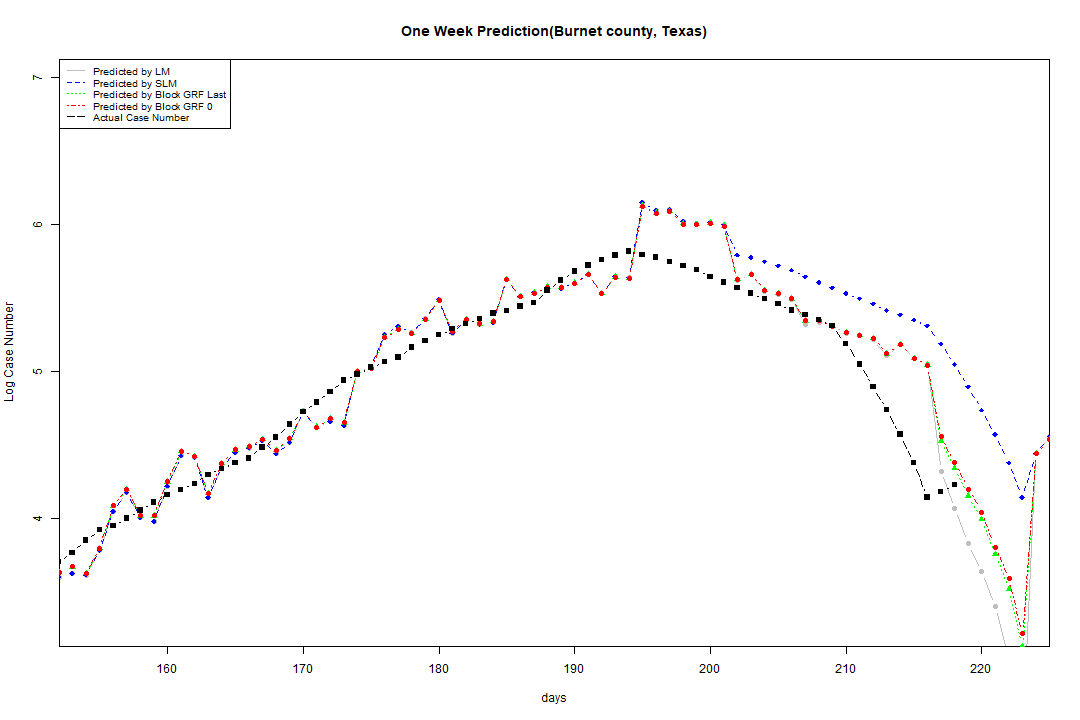 One Week Prediction(Burnet county, Texas)
Predicted by LM
Predicted by SLM
Predicted by Block GRF Last
Predicted by Block GRF 0
Actual Case Number
7
6
5
4
Log Case Number
160 170 180 190 200 210 220
days